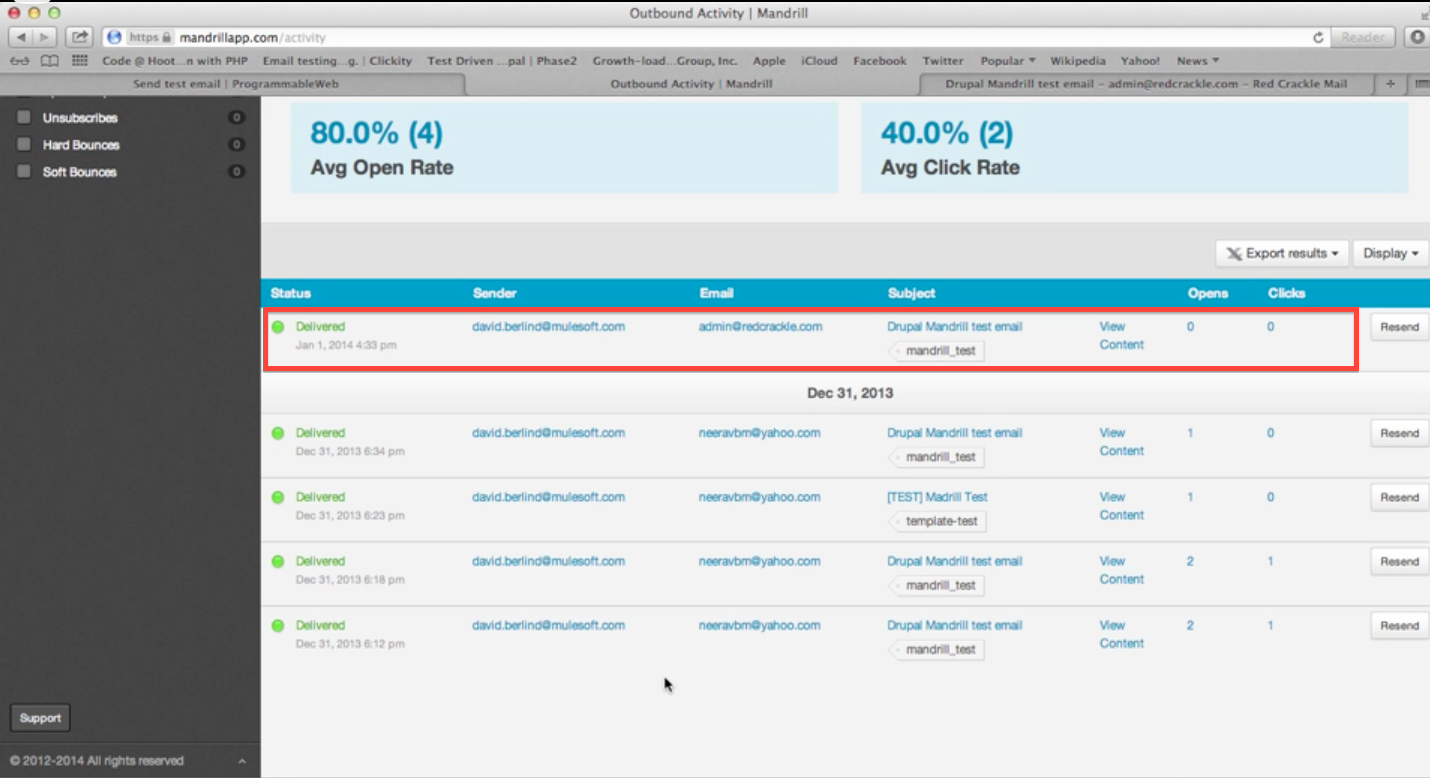 Outbound Activity | Mandrill
https mandrillapp.com/activity Reader
Code @ Hoot...n with PHP Email testing...g. | Clickity Test Driven ...pal | Phase2 Growth-load...Group, Inc. Apple iCloud Facebook Twitter Popular Wikipedia Yahoo! News
Send test email | ProgrammableWeb Outbound Activity | Mandrill Drupal Mandrill test email – admin@redcrackle.com – Red Crackle Mail
Unsubscribes 0
Hard Bounces 0
Soft Bounces 0
80.0% (4) 40.0% (2)
Avg Open Rate Avg Click Rate
Export results Display
Status Sender Email Subject Opens Clicks
Delivered david.berlind@mulesoft.com admin@redcrackle.com Drupal Mandrill test email View 0 0 Resend
Jan 1, 2014 4:33 pm mandrill_test Content
Dec 31, 2013
Delivered david.berlind@mulesoft.com neeravbm@yahoo.com Drupal Mandrill test email View 1 0 Resend
Dec 31, 2013 6:34 pm mandrill_test Content
Delivered david.berlind@mulesoft.com neeravbm@yahoo.com [TEST] Madrill Test View 1 0 Resend
Dec 31, 2013 6:23 pm template-test Content
Delivered david.berlind@mulesoft.com neeravbm@yahoo.com Drupal Mandrill test email View 2 1 Resend
Dec 31, 2013 6:18 pm mandrill_test Content
Delivered david.berlind@mulesoft.com neeravbm@yahoo.com Drupal Mandrill test email View 2 1 Resend
Dec 31, 2013 6:12 pm mandrill_test Content
Support
© 2012-2014 All rights reserved